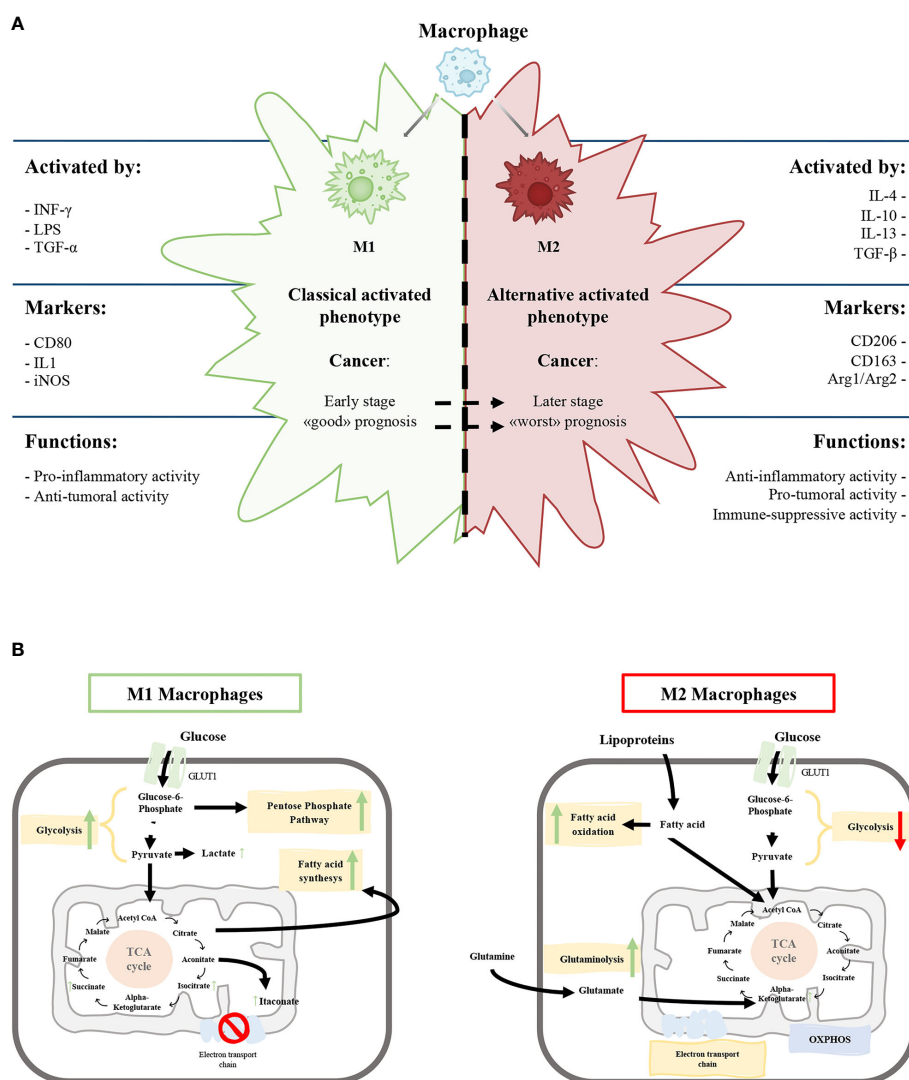 A
Macrophage
Activated by:
- INF-γ
- LPS
- TGF-α
Markers:
- CD80
- IL1
- iNOS
Functions:
- Pro-inflammatory activity
- Anti-tumoral activity
M1
Classical activated
phenotype
Cancer:
Early stage
«good» prognosis
M2
Alternative activated
phenotype
Cancer:
Later stage
«worst» prognosis
Activated by:
IL-4 -
IL-10 -
IL-13 -
TGF-β -
Markers:
CD206 -
CD163 -
Arg1/Arg2 -
Functions:
Anti-inflammatory activity -
Pro-tumoral activity -
Immune-suppressive activity -
B
M1 Macrophages
Glucose
GLUT1
Glucose-6-
Phosphate
Pentose Phosphate
Pathway
Glycolysis
Pyruvate
Lactate
Fatty acid
synthesys
Acetyl CoA
Malate
Citrate
Fumarate
TCA
cycle
Aconitate
Succinate
Isocitrate
Alpha-
Ketoglutarate
Itaconate
Electron transport
chain
M2 Macrophages
Lipoproteins
Glucose
GLUT1
Glucose-6-
Phosphate
Fatty acid
oxidation
Fatty acid
Glycolysis
Pyruvate
Acetyl CoA
Malate
Citrate
Fumarate
TCA
cycle
Aconitate
Succinate
Isocitrate
Alpha-
Ketoglutarate
Glutaminolysis
Glutamine
Glutamate
Electron transport
chain
OXPHOS